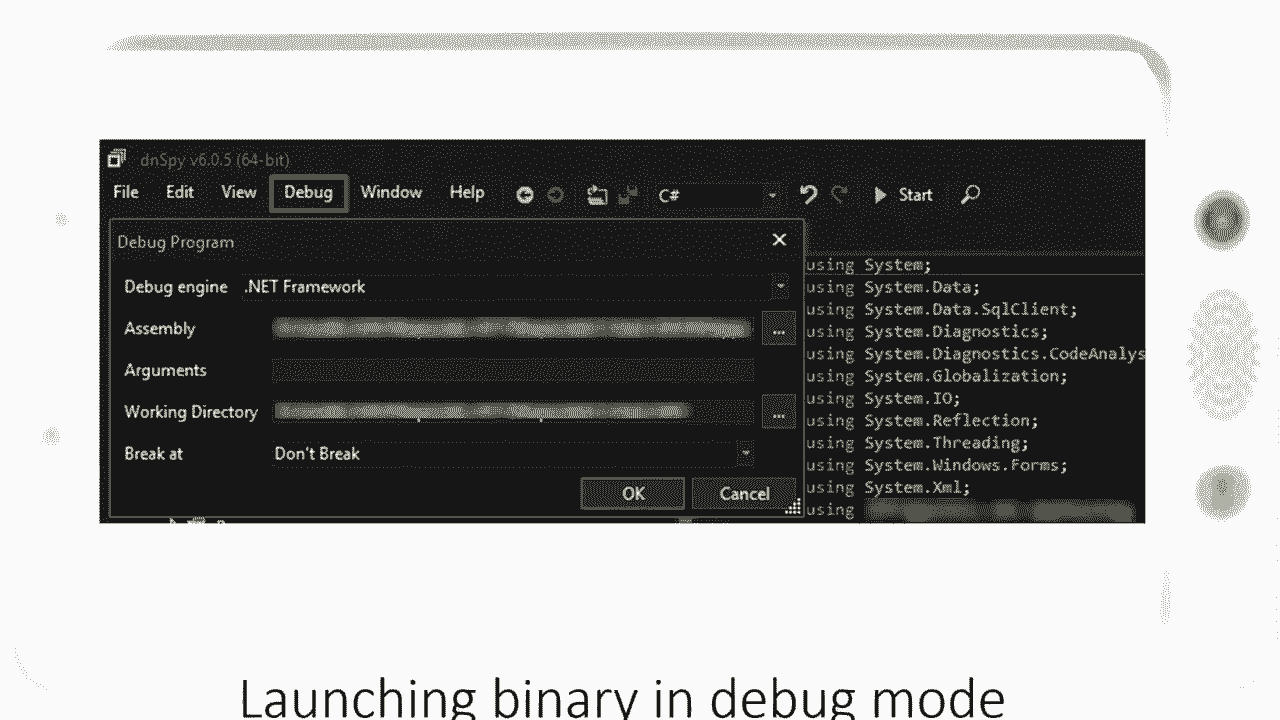 dnSpy v6.0.5 (64-bit)
File Edit View Debug Window Help C# Start
Debug Program
Debug engine .NET Framework
Assembly ...
Arguments
Working Directory ...
Break at Don't Break
OK Cancel
using System;
using System.Data;
using System.Data.SqlClient;
using System.Diagnostics;
using System.Diagnostics.CodeAnalys
using System.Globalization;
using System.IO;
using System.Reflection;
using System.Threading;
using System.Windows.Forms;
using System.Xml;
using
Launching binary in debug mode